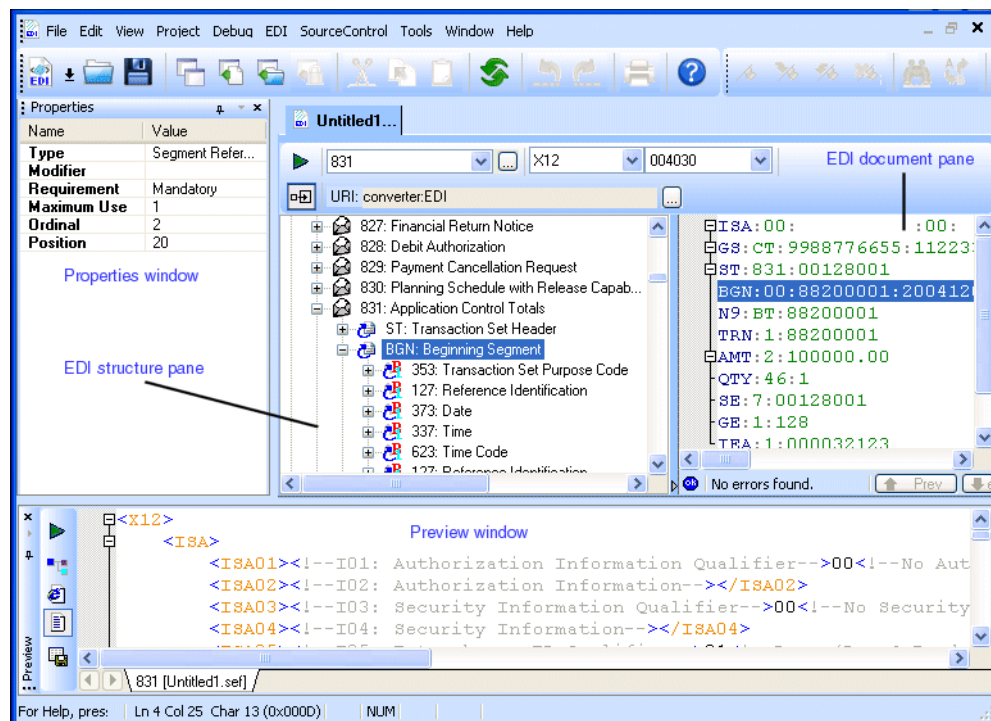 File Edit View Project Debug EDI SourceControl Tools Window Help
EDI
Properties
Name Value
Type Segment Refer...
Modifier
Requirement Mandatory
Maximum Use 1
Ordinal 2
Position 20
Properties window
EDI structure pane
Untitled1...
831 X12 004030
EDI document pane
URI: converter:EDI
827: Financial Return Notice
828: Debit Authorization
829: Payment Cancellation Request
830: Planning Schedule with Release Capab...
831: Application Control Totals
ST: Transaction Set Header
BGN: Beginning Segment
353: Transaction Set Purpose Code
127: Reference Identification
373: Date
337: Time
623: Time Code
127: Reference Identification
ISA:00: :00:
GS:CT:9988776655:11223
ST:831:00128001
BGN:00:88200001:200412
N9:BT:88200001
TRN:1:88200001
AMT:2:100000.00
QTY:46:1
SE:7:00128001
GE:1:128
IEA:1:000032123
ok No errors found. Prev
Preview window
<X12>
<ISA>
<ISA01><!--I01: Authorization Information Qualifier-->00<!--No Aut
<ISA02><!--I02: Authorization Information--></ISA02>
<ISA03><!--I03: Security Information Qualifier-->00<!--No Security
<ISA04><!--I04: Security Information--></ISA04>
Preview ...
831 [Untitled1.sef]
For Help, pres: Ln 4 Col 25 Char 13 (0x000D) NUM